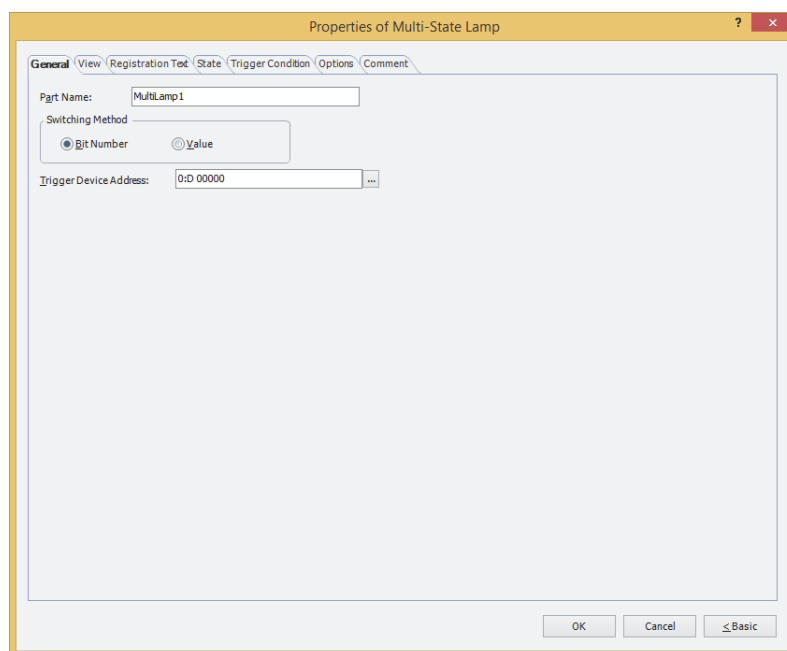 Properties of Multi-State Lamp ? ×
General View Registration Text State Trigger Condition Options Comment
Part Name: MultiLamp1
Switching Method
Bit Number Value
Trigger Device Address: 0:D 00000 ...
OK Cancel < Basic